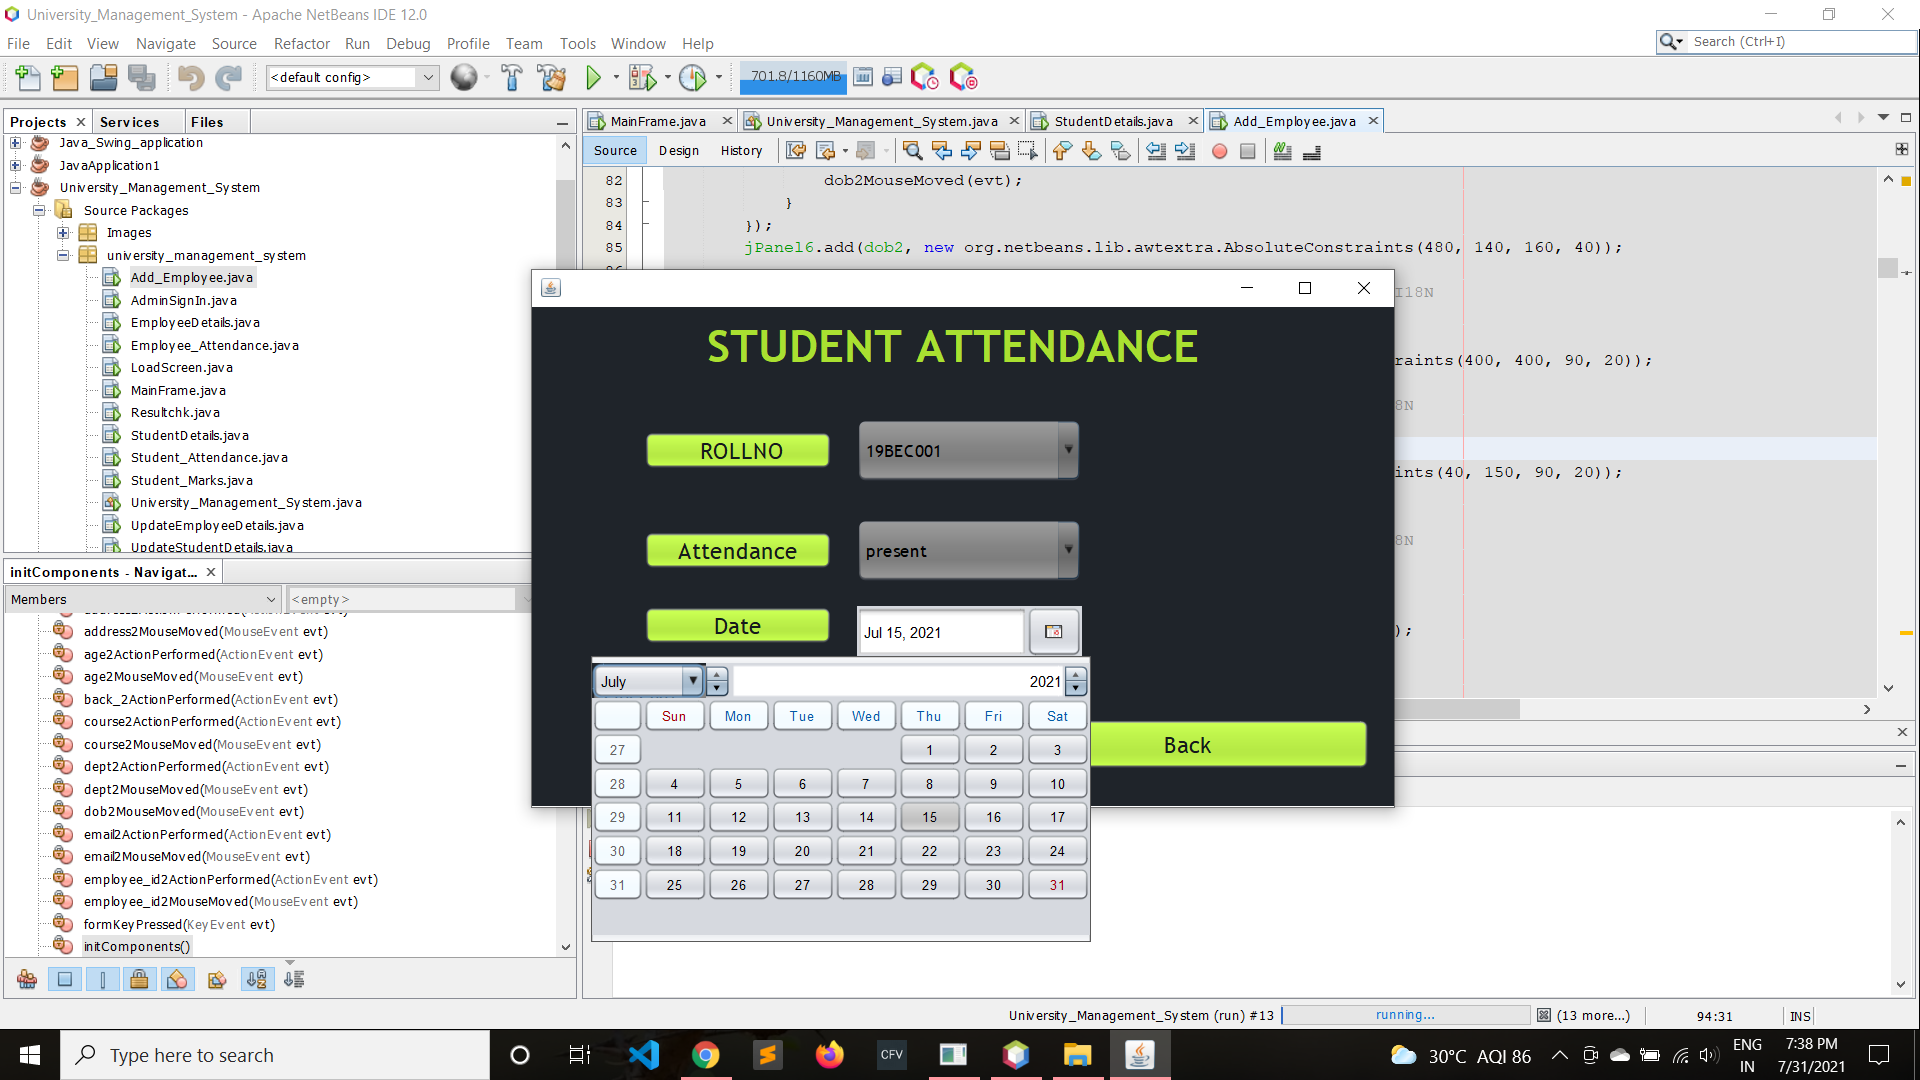 University_Management_System - Apache NetBeans IDE 12.0
File Edit View Navigate Source Refactor Run Debug Profile Team Tools Window Help
Search (Ctrl+I)
<default config>
701.8/1160MB
Projects Services Files
Java_Swing_application
JavaApplication1
University_Management_System
Source Packages
Images
university_management_system
Add_Employee.java
AdminSignIn.java
EmployeeDetails.java
Employee_Attendance.java
LoadScreen.java
MainFrame.java
Resultchk.java
StudentDetails.java
Student_Attendance.java
Student_Marks.java
University_Management_System.java
UpdateEmployeeDetails.java
UpdateStudentDetails.java
initComponents - Navigat...
Members
<empty>
address2MouseMoved(MouseEvent evt)
age2ActionPerformed(ActionEvent evt)
age2MouseMoved(MouseEvent evt)
back_2ActionPerformed(ActionEvent evt)
course2ActionPerformed(ActionEvent evt)
course2MouseMoved(MouseEvent evt)
dept2ActionPerformed(ActionEvent evt)
dept2MouseMoved(MouseEvent evt)
dob2MouseMoved(MouseEvent evt)
email2ActionPerformed(ActionEvent evt)
email2MouseMoved(MouseEvent evt)
employee_id2ActionPerformed(ActionEvent evt)
employee_id2MouseMoved(MouseEvent evt)
formKeyPressed(KeyEvent evt)
initComponents()
MainFrame.java University_Management_System.java StudentDetails.java Add_Employee.java
Source Design History
82 dob2MouseMoved(evt);
83 }
84 });
85 jPanel6.add(dob2, new org.netbeans.lib.awtextra.AbsoluteConstraints(480, 140, 160, 40));
I18N
raints(400, 400, 90, 20));
8N
ints(40, 150, 90, 20));
8N
);
STUDENT ATTENDANCE
ROLLNO 19BEC001
Attendance present
Date Jul 15, 2021
July 2021
Sun Mon Tue Wed Thu Fri Sat
27 1 2 3
28 4 5 6 7 8 9 10
29 11 12 13 14 15 16 17
30 18 19 20 21 22 23 24
31 25 26 27 28 29 30 31
Back
University_Management_System (run) #13 running... (13 more...) 94:31 INS
Type here to search
CFV
30°C AQI 86
ENG
IN
7:38 PM
7/31/2021